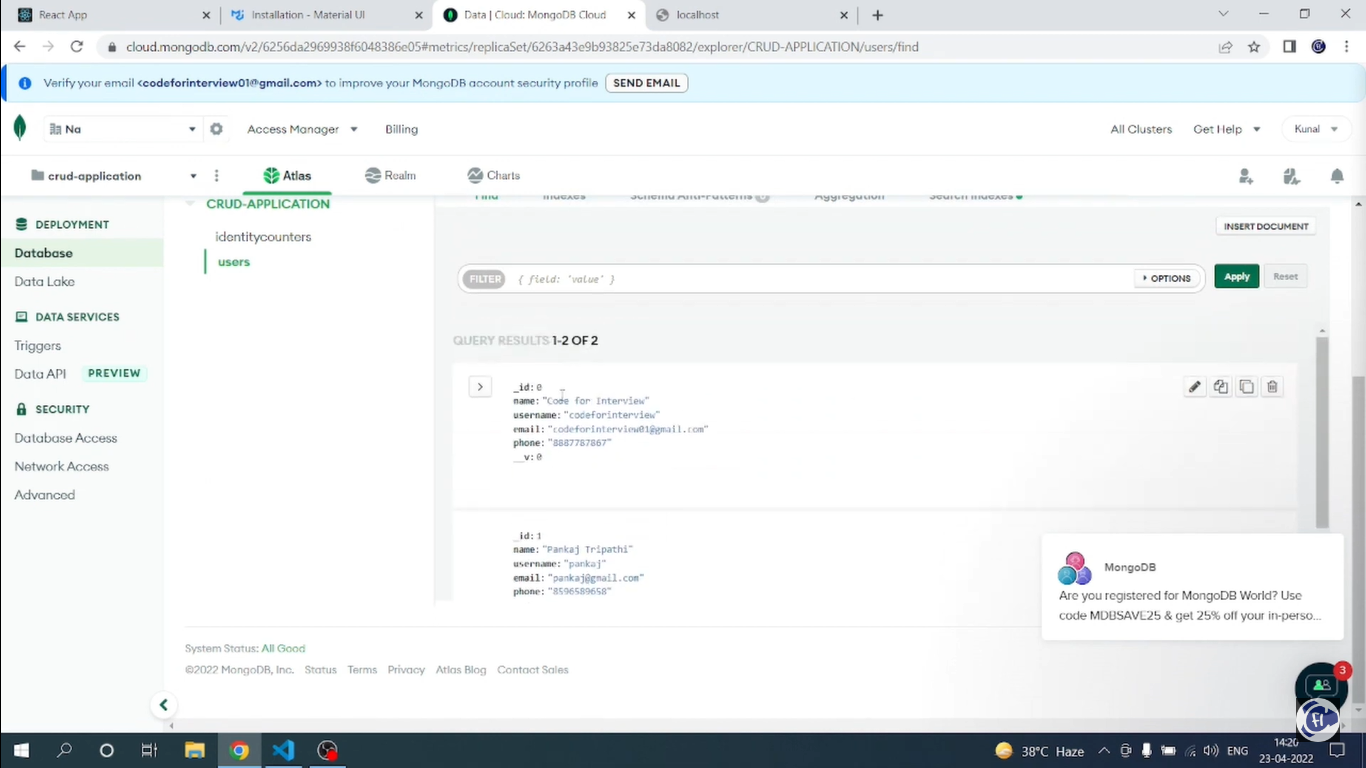 React App
Installation - Material UI
Data | Cloud: MongoDB Cloud
localhost
cloud.mongodb.com/v2/6256da2969938f6048386e05#metrics/replicaSet/6263a43e9b93825e73da8082/explorer/CRUD-APPLICATION/users/find
Verify your email <codeforinterview01@gmail.com> to improve your MongoDB account security profile SEND EMAIL
Na
Access Manager
Billing
All Clusters
Get Help
Kunal
crud-application
Atlas
Realm
Charts
DEPLOYMENT
Database
Data Lake
DATA SERVICES
Triggers
Data API PREVIEW
SECURITY
Database Access
Network Access
Advanced
CRUD-APPLICATION
identitycounters
users
Find
Indexes
Schema Anti-Patterns
Aggregation
Search Indexes
INSERT DOCUMENT
FILTER { field: 'value' }
OPTIONS
Apply
Reset
QUERY RESULTS 1-2 OF 2
_id: 0
name: "Code for Interview"
username: "codeforinterview"
email: "codeforinterview01@gmail.com"
phone: "8887787867"
__v: 0
_id: 1
name: "Pankaj Tripathi"
username: "pankaj"
email: "pankaj@gmail.com"
phone: "8596589658"
MongoDB
Are you registered for MongoDB World? Use
code MDBSAVE25 & get 25% off your in-perso...
System Status: All Good
©2022 MongoDB, Inc. Status Terms Privacy Atlas Blog Contact Sales
3
38°C Haze
ENG
14:20
23-04-2022